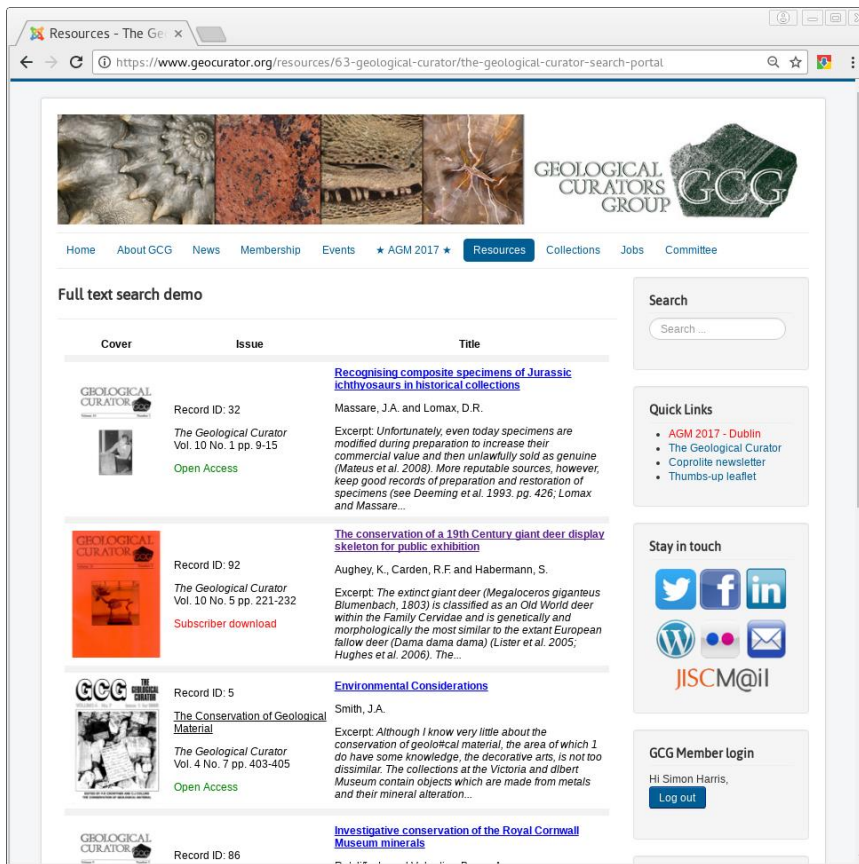 Resources - The Ge
https://www.geocurator.org/resources/63-geological-curator/the-geological-curator-search-portal
GEOLOGICAL
CURATORS
GROUP
GCG
Home About GCG News Membership Events ★ AGM 2017 ★ Resources Collections Jobs Committee
Full text search demo
Cover Issue Title
GEOLOGICAL
CURATOR
Record ID: 32
The Geological Curator
Vol. 10 No. 1 pp. 9-15
Open Access
Recognising composite specimens of Jurassic
ichthyosaurs in historical collections
Massare, J.A. and Lomax, D.R.
Excerpt: Unfortunately, even today specimens are
modified during preparation to increase their
commercial value and then unlawfully sold as genuine
(Mateus et al. 2008). More reputable sources, however,
keep good records of preparation and restoration of
specimens (see Deeming et al. 1993. pg. 426; Lomax
and Massare...
GEOLOGICAL
CURATOR
Record ID: 92
The Geological Curator
Vol. 10 No. 5 pp. 221-232
Subscriber download
The conservation of a 19th Century giant deer display
skeleton for public exhibition
Aughey, K., Carden, R.F. and Habermann, S.
Excerpt: The extinct giant deer (Megaloceros giganteus
Blumenbach, 1803) is classified as an Old World deer
within the Family Cervidae and is genetically and
morphologically the most similar to the extant European
fallow deer (Dama dama dama) (Lister et al. 2005;
Hughes et al. 2006). The...
GCG THE
GEOLOGICAL
CURATOR
Record ID: 5
The Conservation of Geological
Material
The Geological Curator
Vol. 4 No. 7 pp. 403-405
Open Access
Environmental Considerations
Smith, J.A.
Excerpt: Although I know very little about the
conservation of geolo#cal material, the area of which 1
do have some knowledge, the decorative arts, is not too
dissimilar. The collections at the Victoria and dlbert
Museum contain objects which are made from metals
and their mineral alteration...
GEOLOGICAL
CURATOR
Record ID: 86
Investigative conservation of the Royal Cornwall
Museum minerals
Search
Search ...
Quick Links
AGM 2017 - Dublin
The Geological Curator
Coprolite newsletter
Thumbs-up leaflet
Stay in touch
JISCM@il
GCG Member login
Hi Simon Harris,
Log out